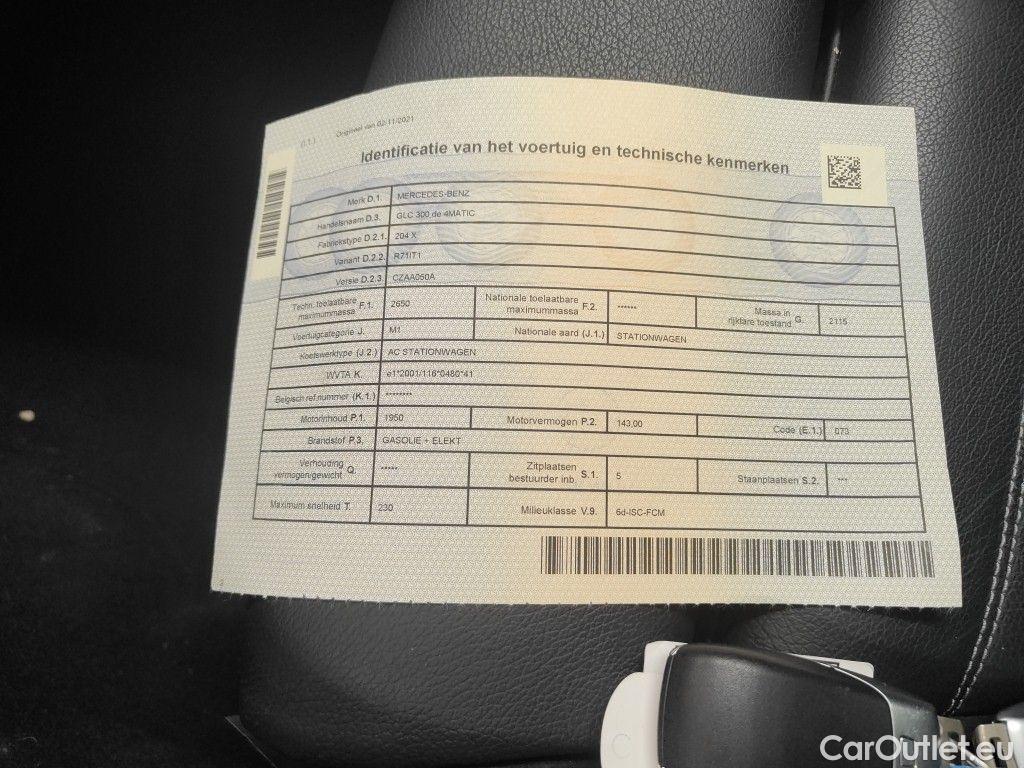 (I.1.) Origineel van 02/11/2021
Identificatie van het voertuig en technische kenmerken
Merk D.1. MERCEDES-BENZ
Handelsnaam D.3. GLC 300 de 4MATIC
Fabriekstype D.2.1. 204 X
Variant D.2.2. R71IT1
Versie D.2.3. CZAA050A
Techn. toelaatbare maximummassa F.1. 2650 Nationale toelaatbare maximummassa F.2. ****** Massa in rijklare toestand G. 2115
Voertuigcategorie J. M1 Nationale aard (J.1.) STATIONWAGEN
Koetswerktype (J.2.) AC STATIONWAGEN
WVTA K. e1*2001/116*0480*41
Belgisch ref.nummer (K.1.) ********
Motorinhoud P.1. 1950 Motorvermogen P.2. 143,00 Code (E.1.) 073
Brandstof P.3. GASOLIE + ELEKT
Verhouding vermogen/gewicht Q. ***** Zitplaatsen bestuurder inb. S.1. 5 Staanplaatsen S.2. ***
Maximum snelheid T. 230 Milieuklasse V.9. 6d-ISC-FCM
CarOutlet.eu